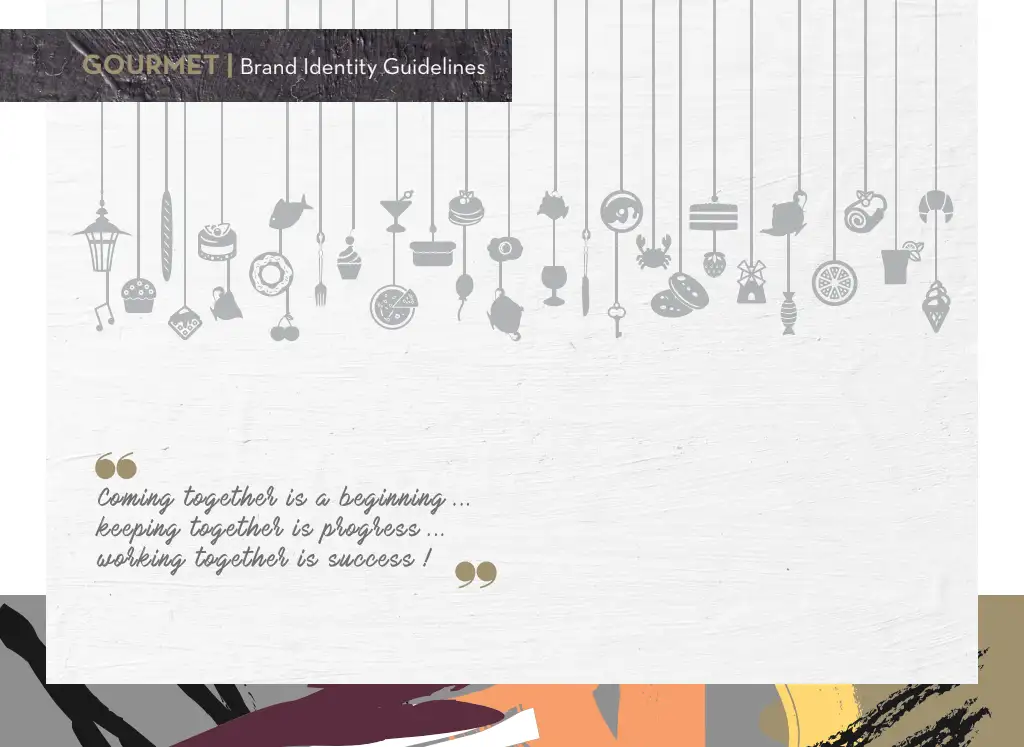 GOURMET | Brand Identity Guidelines
Coming together is a beginning ...
keeping together is progress ...
working together is success !